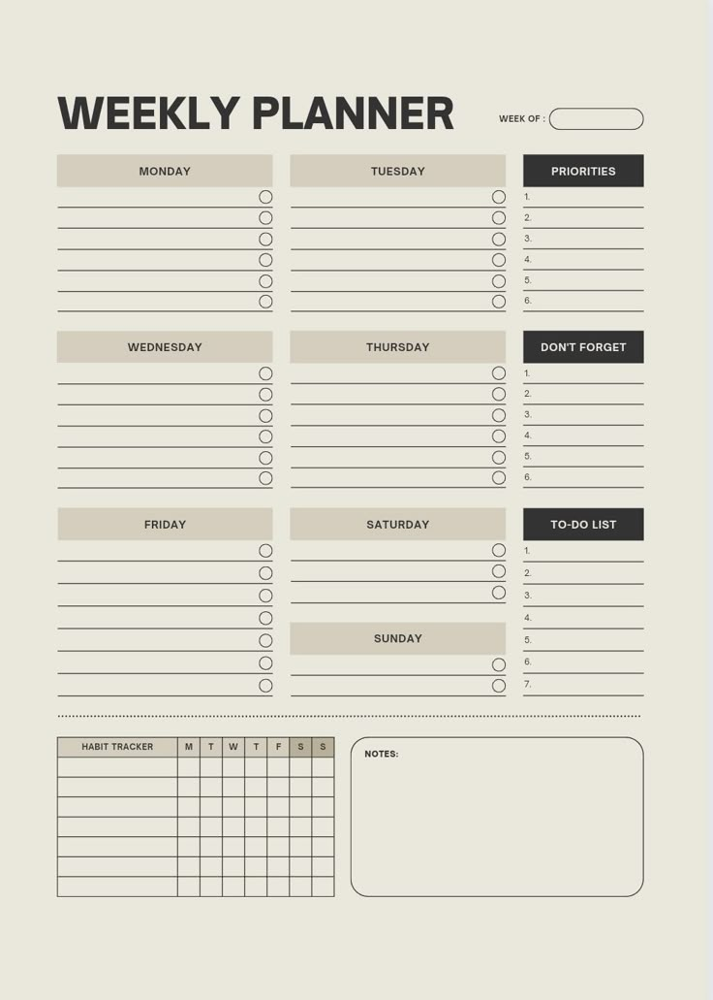 WEEKLY PLANNER
WEEK OF :
MONDAY
TUESDAY
PRIORITIES
1.
2.
3.
4.
5.
6.
WEDNESDAY
THURSDAY
DON'T FORGET
1.
2.
3.
4.
5.
6.
FRIDAY
SATURDAY
SUNDAY
TO-DO LIST
1.
2.
3.
4.
5.
6.
7.
HABIT TRACKER M T W T F S S
NOTES: